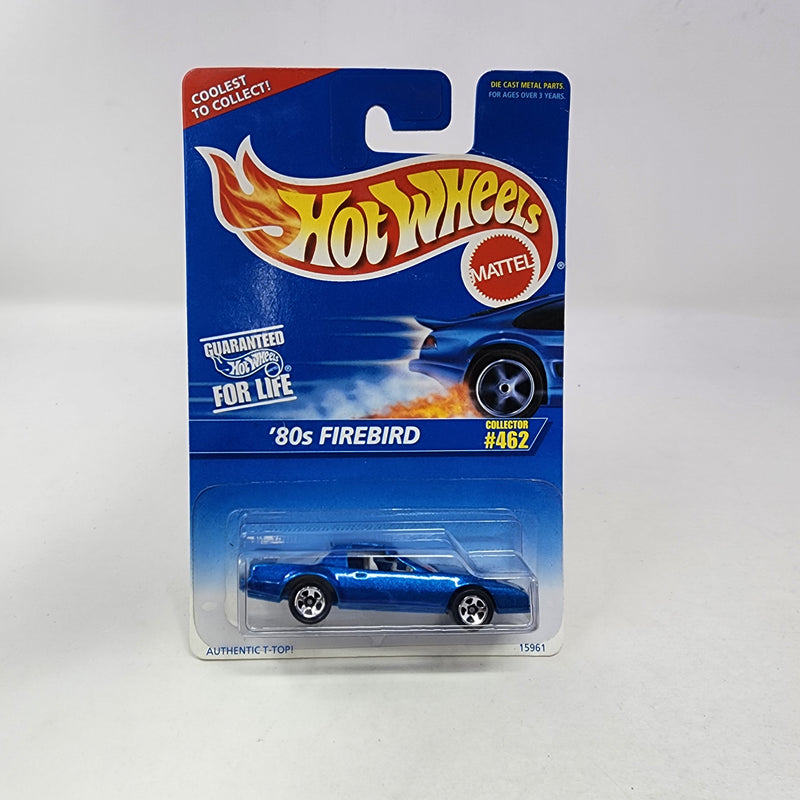 COOLEST
TO COLLECT!
DIE CAST METAL PARTS.
FOR AGES OVER 3 YEARS.
HOT WHEELS
MATTEL
®
GUARANTEED
HOT WHEELS ®
FOR LIFE
'80s FIREBIRD
COLLECTOR
#462
AUTHENTIC T-TOP!
15961